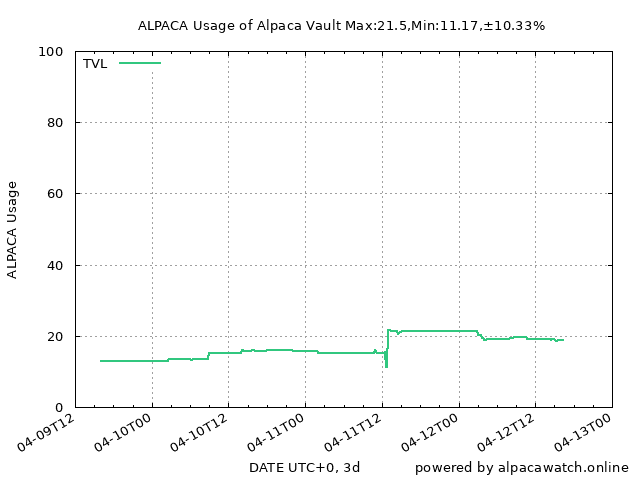 ALPACA Usage of Alpaca Vault Max:21.5,Min:11.17,±10.33%
100
TVL
80
60
ALPACA Usage
40
20
0
04-09T12 04-10T00 04-10T12 04-11T00 04-11T12 04-12T00 04-12T12 04-13T00
DATE UTC+0, 3d powered by alpacawatch.online